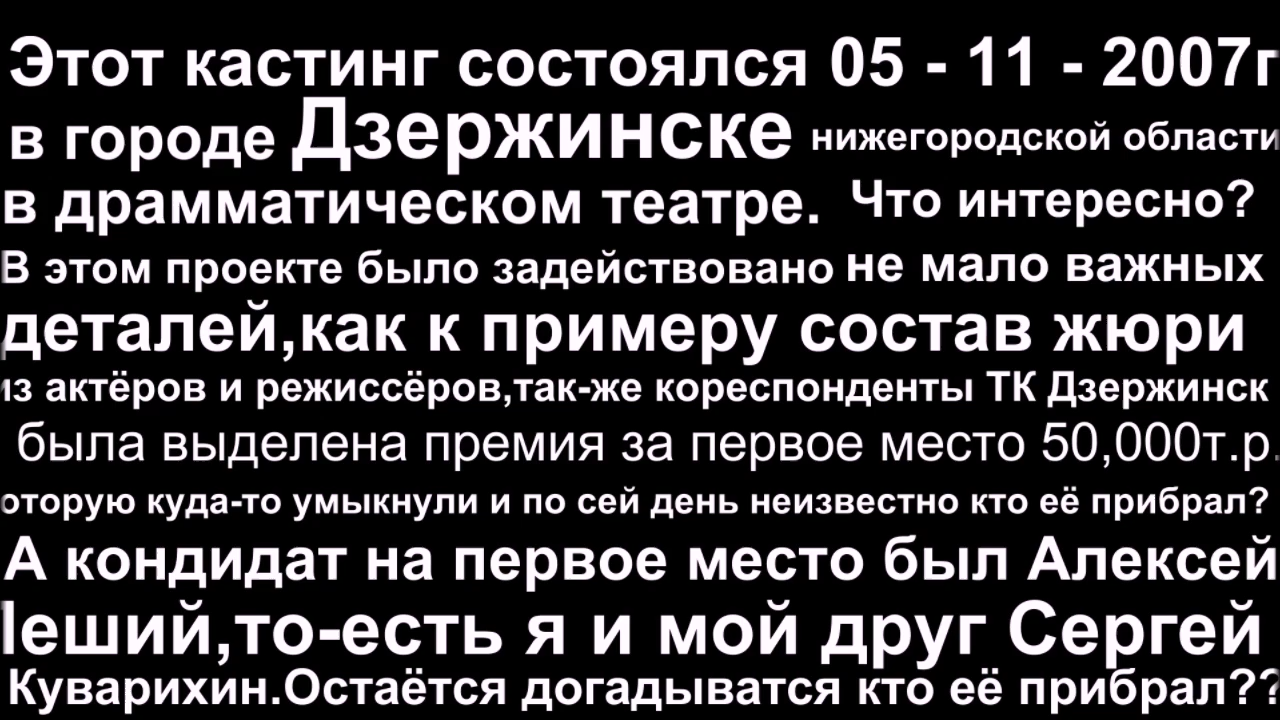 Этот кастинг состоялся 05 - 11 - 2007г
в городе Дзержинске нижегородской области
в драмматическом театре. Что интересно?
В этом проекте было задействовано не мало важных
деталей,как к примеру состав жюри
из актёров и режиссёров,так-же кореспонденты ТК Дзержинск
была выделена премия за первое место 50,000т.р.
оторую куда-то умыкнули и по сей день неизвестно кто её прибрал?
А кондидат на первое место был Алексей
еший,то-есть я и мой друг Сергей
Куварихин.Остаётся догадыватся кто её прибрал??